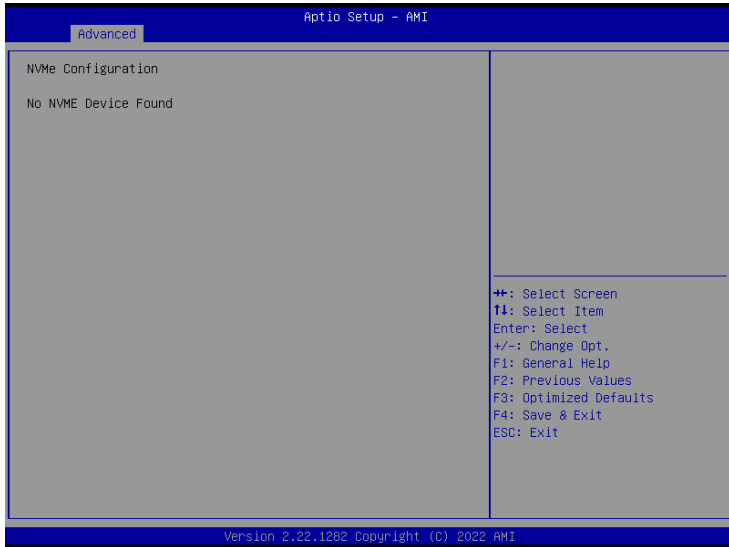 Aptio Setup – AMI
Advanced
NVMe Configuration
No NVME Device Found
→←: Select Screen
↑↓: Select Item
Enter: Select
+/-: Change Opt.
F1: General Help
F2: Previous Values
F3: Optimized Defaults
F4: Save & Exit
ESC: Exit
Version 2.22.1282 Copyright (C) 2022 AMI